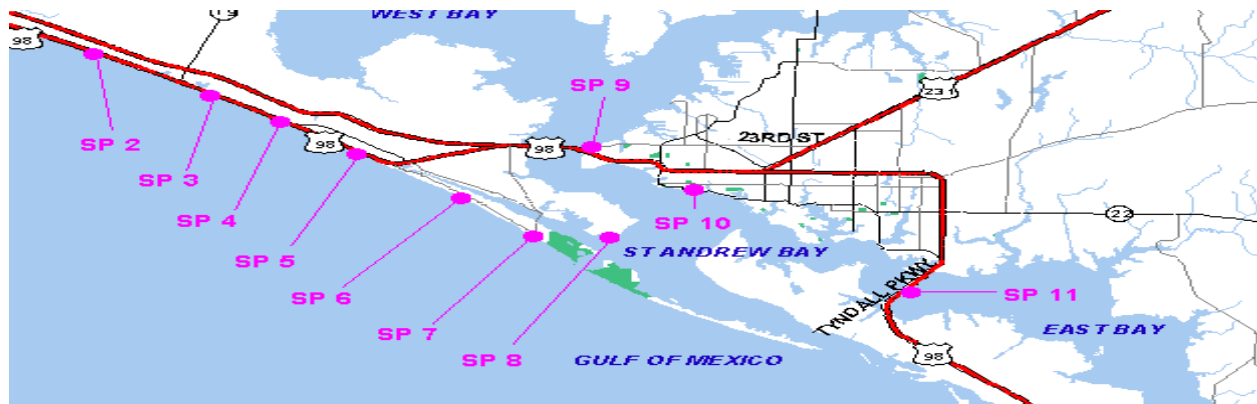 19
WEST BAY
98
SP 2
SP 3
SP 4
98
SP 5
SP 6
SP 7
SP 8
SP 9
98
231
23RD ST
SP 10
22
ST ANDREW BAY
TYNDALL PKWY
SP 11
EAST BAY
98
GULF OF MEXICO